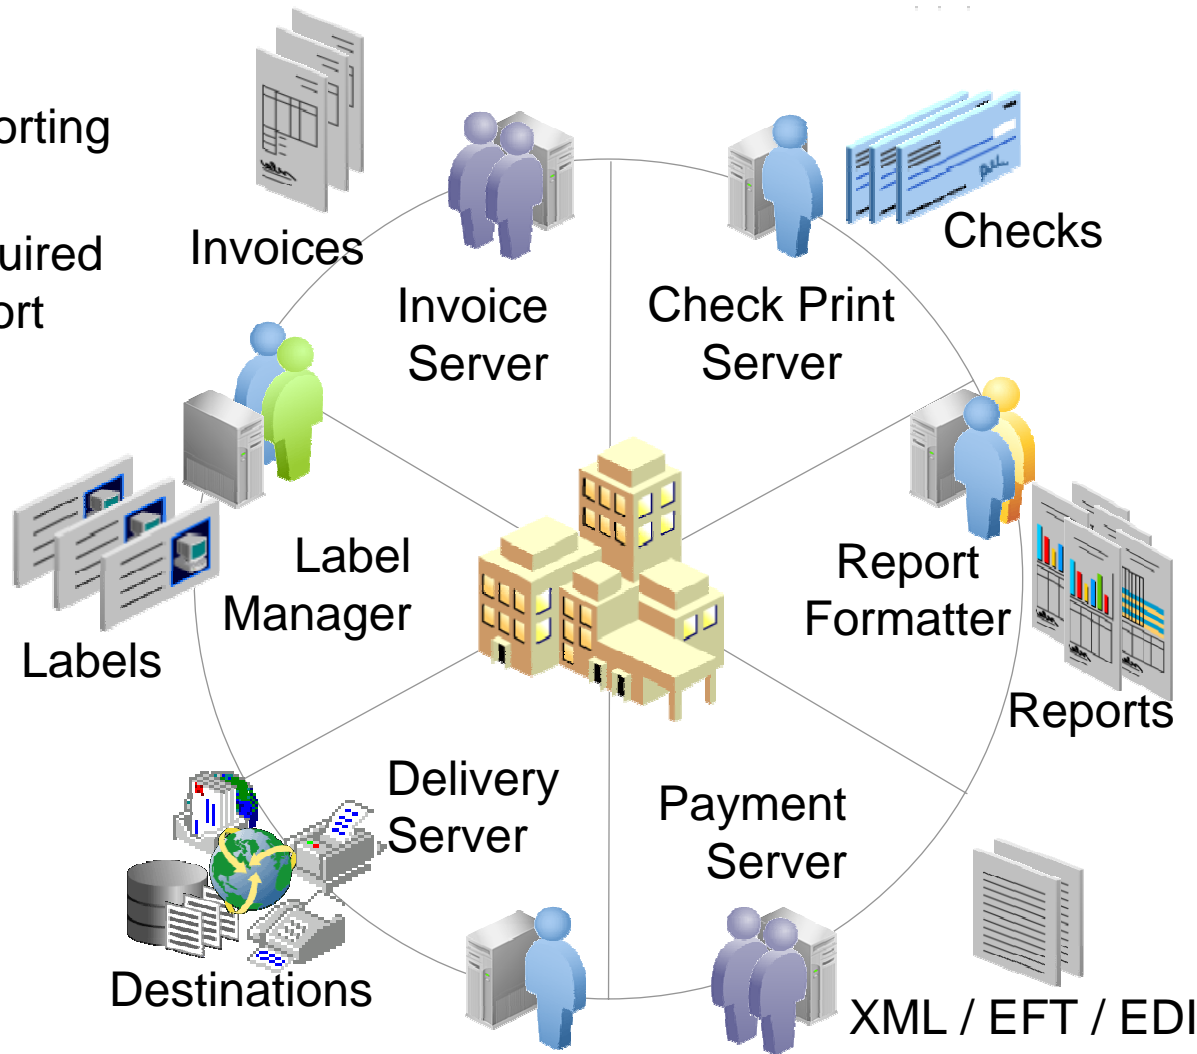 orting
uired
ort
Invoices
Checks
Invoice
Server
Check Print
Server
Label
Manager
Labels
Report
Formatter
Reports
Delivery
Server
Payment
Server
Destinations
XML / EFT / EDI